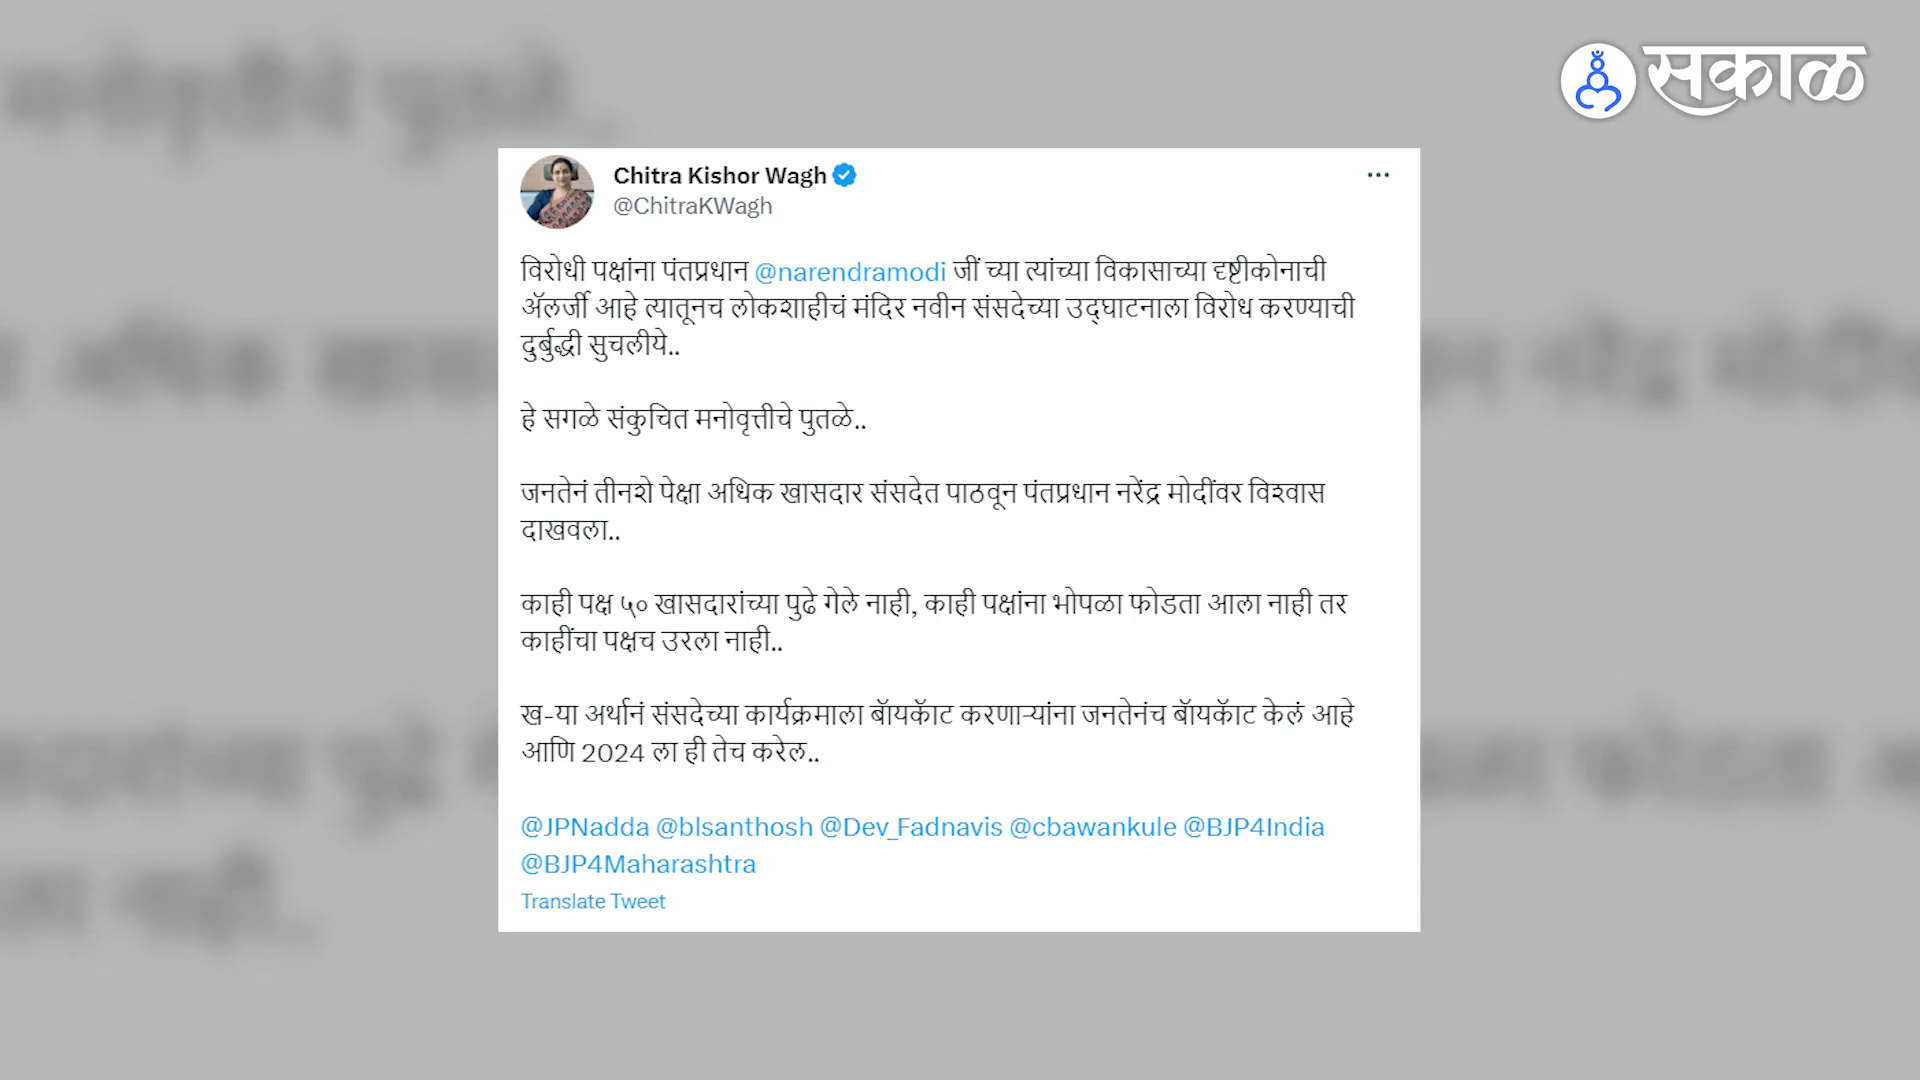 सकाळ
Chitra Kishor Wagh
@ChitraKWagh
विरोधी पक्षांना पंतप्रधान @narendramodi जीं च्या त्यांच्या विकासाच्या दृष्टीकोनाची
ॲलर्जी आहे त्यातूनच लोकशाहीचं मंदिर नवीन संसदेच्या उद्घाटनाला विरोध करण्याची
दुर्बुद्धी सुचलीये..
हे सगळे संकुचित मनोवृत्तीचे पुतळे..
जनतेनं तीनशे पेक्षा अधिक खासदार संसदेत पाठवून पंतप्रधान नरेंद्र मोदींवर विश्वास
दाखवला..
काही पक्ष ५० खासदारांच्या पुढे गेले नाही, काही पक्षांना भोपळा फोडता आला नाही तर
काहींचा पक्षच उरला नाही..
ख-या अर्थानं संसदेच्या कार्यक्रमाला बॅायकॅाट करणाऱ्यांना जनतेनंच बॅायकॅाट केलं आहे
आणि 2024 ला ही तेच करेल..
@JPNadda @blsanthosh @Dev_Fadnavis @cbawankule @BJP4India
@BJP4Maharashtra
Translate Tweet